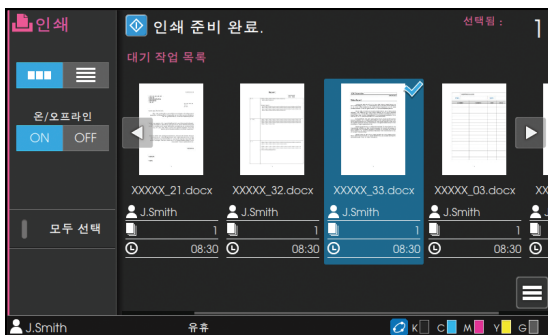 인쇄
인쇄 준비 완료.
선택됨 : 1
대기 작업 목록
온/오프라인
ON OFF
모두 선택
XXXXX_21.docx XXXXX_32.docx XXXXX_33.docx XXXXX_03.docx XX
J.Smith J.Smith J.Smith J.Smith J.
1 1 1 1
08:30 08:30 08:30 08:30
J.Smith 유휴 K C M Y G